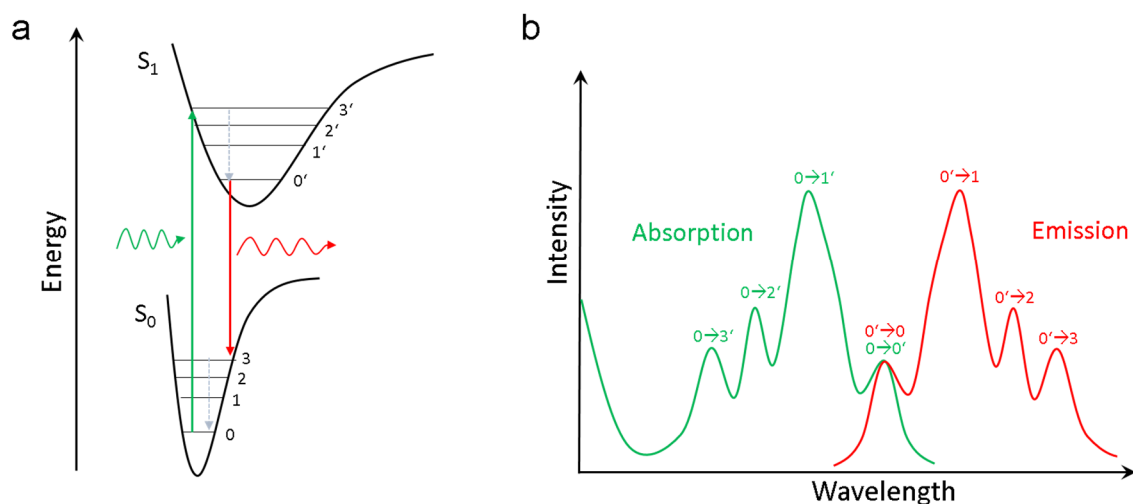 a
Energy
S₁
3‘
2‘
1‘
0‘
S₀
3
2
1
0
b
Intensity
Wavelength
Absorption
Emission
0→3‘
0→2‘
0→1‘
0‘→0
0→0‘
0‘→1
0‘→2
0‘→3